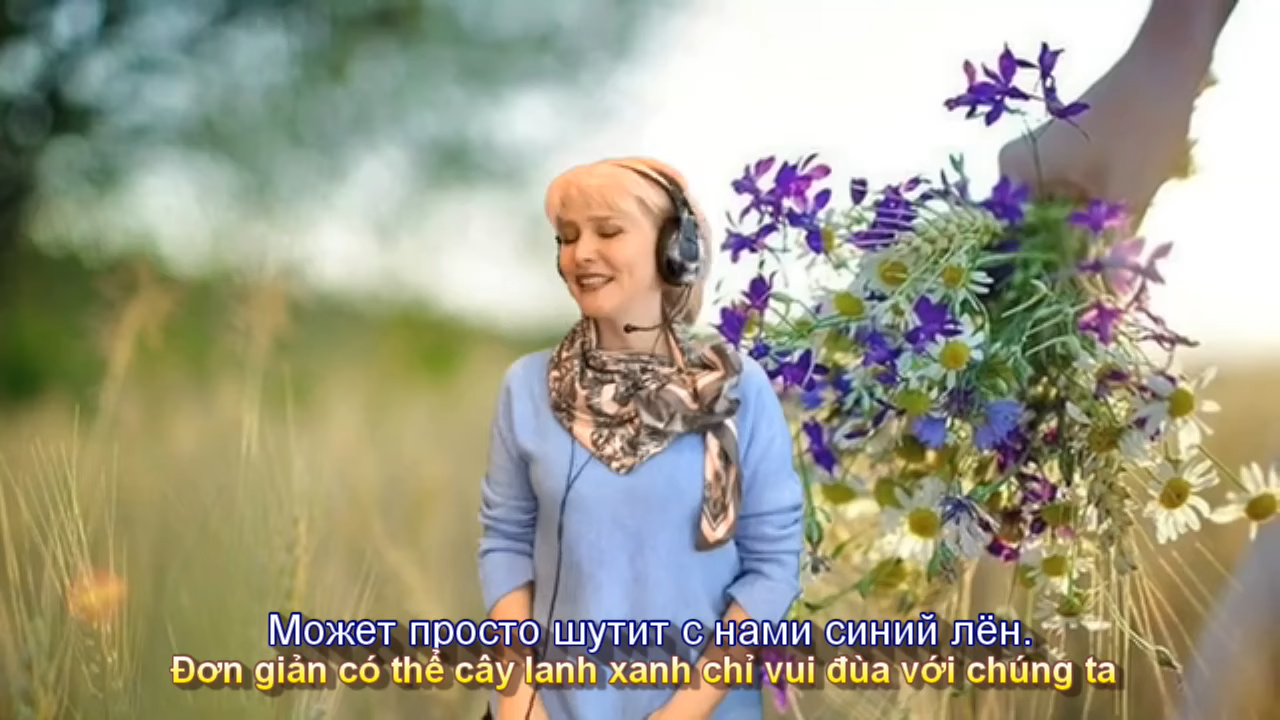 Может просто шутит с нами синий лён.
Đơn giản có thể cây lanh xanh chỉ vui đùa với chúng ta